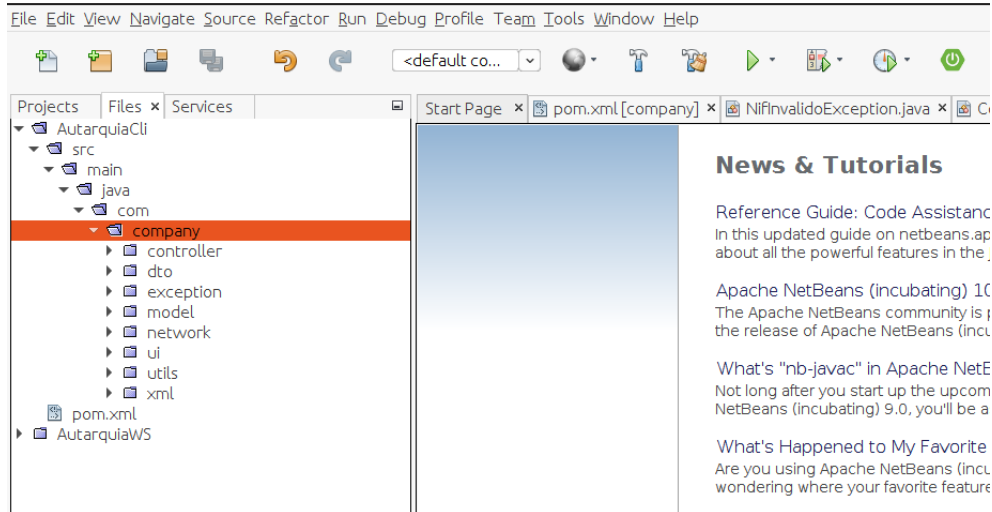 File Edit View Navigate Source Refactor Run Debug Profile Team Tools Window Help
<default co...
Projects Files × Services
Start Page × pom.xml [company] × NifInvalidoException.java ×
AutarquiaCli
src
main
java
com
company
controller
dto
exception
model
network
ui
utils
xml
pom.xml
AutarquiaWS
News & Tutorials
Reference Guide: Code Assistanc
In this updated guide on netbeans.ap
about all the powerful features in the
Apache NetBeans (incubating) 10
The Apache NetBeans community is
the release of Apache NetBeans (incu
What's "nb-javac" in Apache NetB
Not long after you start up the upcom
NetBeans (incubating) 9.0, you'll be a
What's Happened to My Favorite
Are you using Apache NetBeans (incu
wondering where your favorite feature